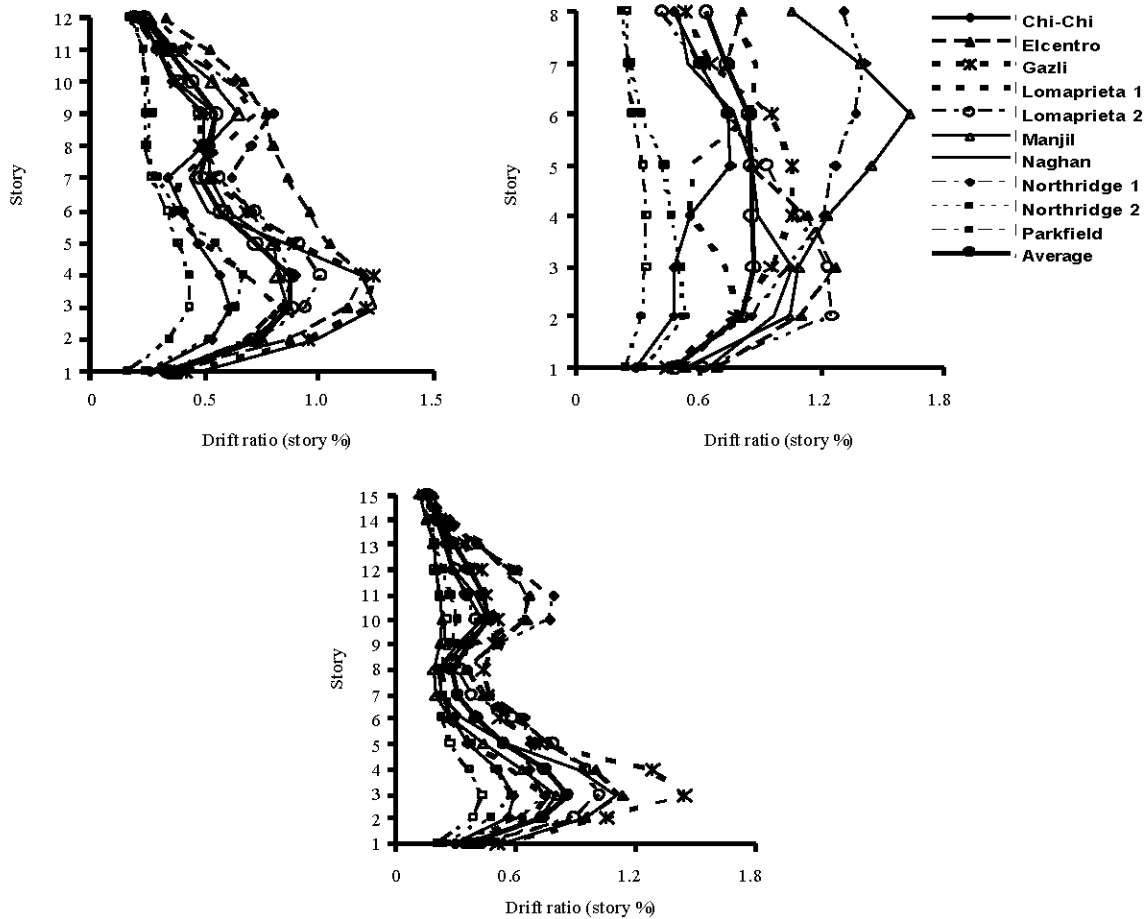 12
11
10
9
8
7
6
5
4
3
2
1
Story
0
0.5
1.0
1.5
Drift ratio (story %)
8
7
6
5
4
3
2
1
Story
0
0.6
1.2
1.8
Drift ratio (story %)
Chi-Chi
Elcentro
Gazli
Lomaprieta 1
Lomaprieta 2
Manjil
Naghan
Northridge 1
Northridge 2
Parkfield
Average
15
14
13
12
11
10
9
8
7
6
5
4
3
2
1
Story
0
0.6
1.2
1.8
Drift ratio (story %)